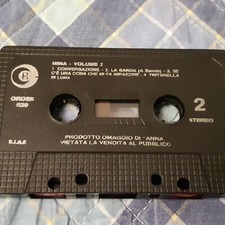 MINA - VOLUME 2
1 CONVERSAZIONE - 2. LA BANDA (A Banda) - 3. SE
C'È UNA COSA CHE MI FA IMPAZZIRE - 4 TINTARELLA
DI LUNA
ORDER
2
STEREO
S.I.A.E
PRODOTTO OMAGGIO DI "ANNA
VIETATA LA VENDITA AL PUBBLICO